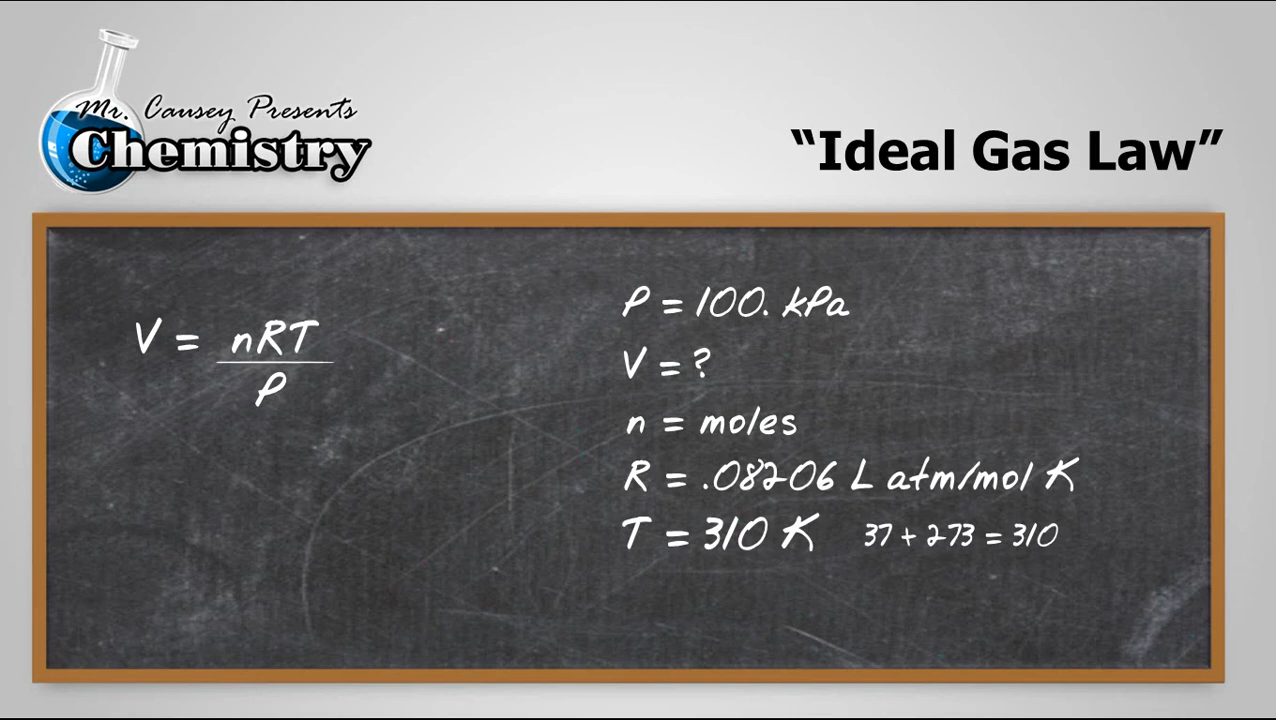 Mr. Causey Presents
Chemistry
“Ideal Gas Law”
V = nRT
P
P = 100. kPa
V = ?
n = moles
R = .08206 L atm/mol K
T = 310 K 37 + 273 = 310